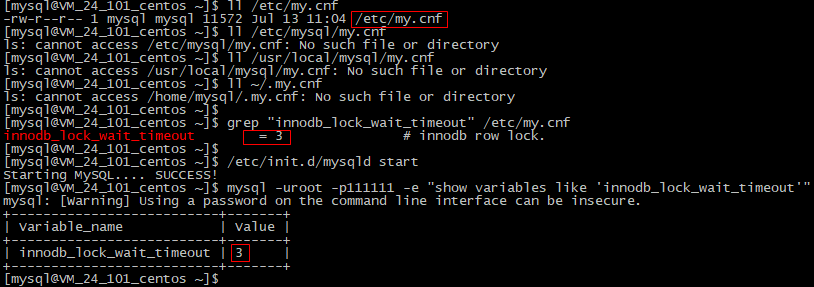 [mysql@VM_24_101_centos ~]$ ll /etc/my.cnf
-rw-r--r-- 1 mysql mysql 11572 Jul 13 11:04 /etc/my.cnf
[mysql@VM_24_101_centos ~]$ ll /etc/mysql/my.cnf
ls: cannot access /etc/mysql/my.cnf: No such file or directory
[mysql@VM_24_101_centos ~]$ ll /usr/local/mysql/my.cnf
ls: cannot access /usr/local/mysql/my.cnf: No such file or directory
[mysql@VM_24_101_centos ~]$ ll ~/.my.cnf
ls: cannot access /home/mysql/.my.cnf: No such file or directory
[mysql@VM_24_101_centos ~]$
[mysql@VM_24_101_centos ~]$ grep "innodb_lock_wait_timeout" /etc/my.cnf
innodb_lock_wait_timeout = 3 # innodb row lock.
[mysql@VM_24_101_centos ~]$
[mysql@VM_24_101_centos ~]$ /etc/init.d/mysqld start
Starting MySQL.... SUCCESS!
[mysql@VM_24_101_centos ~]$ mysql -uroot -p111111 -e "show variables like 'innodb_lock_wait_timeout'"
mysql: [Warning] Using a password on the command line interface can be insecure.
+--------------------------+-------+
| Variable_name | Value |
+--------------------------+-------+
| innodb_lock_wait_timeout | 3 |
+--------------------------+-------+
[mysql@VM_24_101_centos ~]$